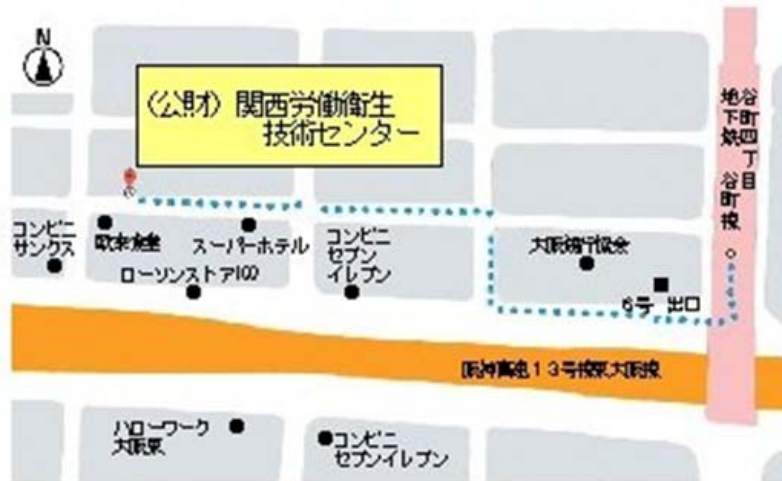 N
（公財）関西労働衛生
技術センター
谷町四丁目
地下鉄 谷町線
コンビニ
サンクス
スーパーホテル
ローソンストア100
コンビニ
セブン
イレブン
大阪銀行協会
6号 出口
阪神高速13号線東大阪線
ハローワーク
大阪東
コンビニ
セブンイレブン